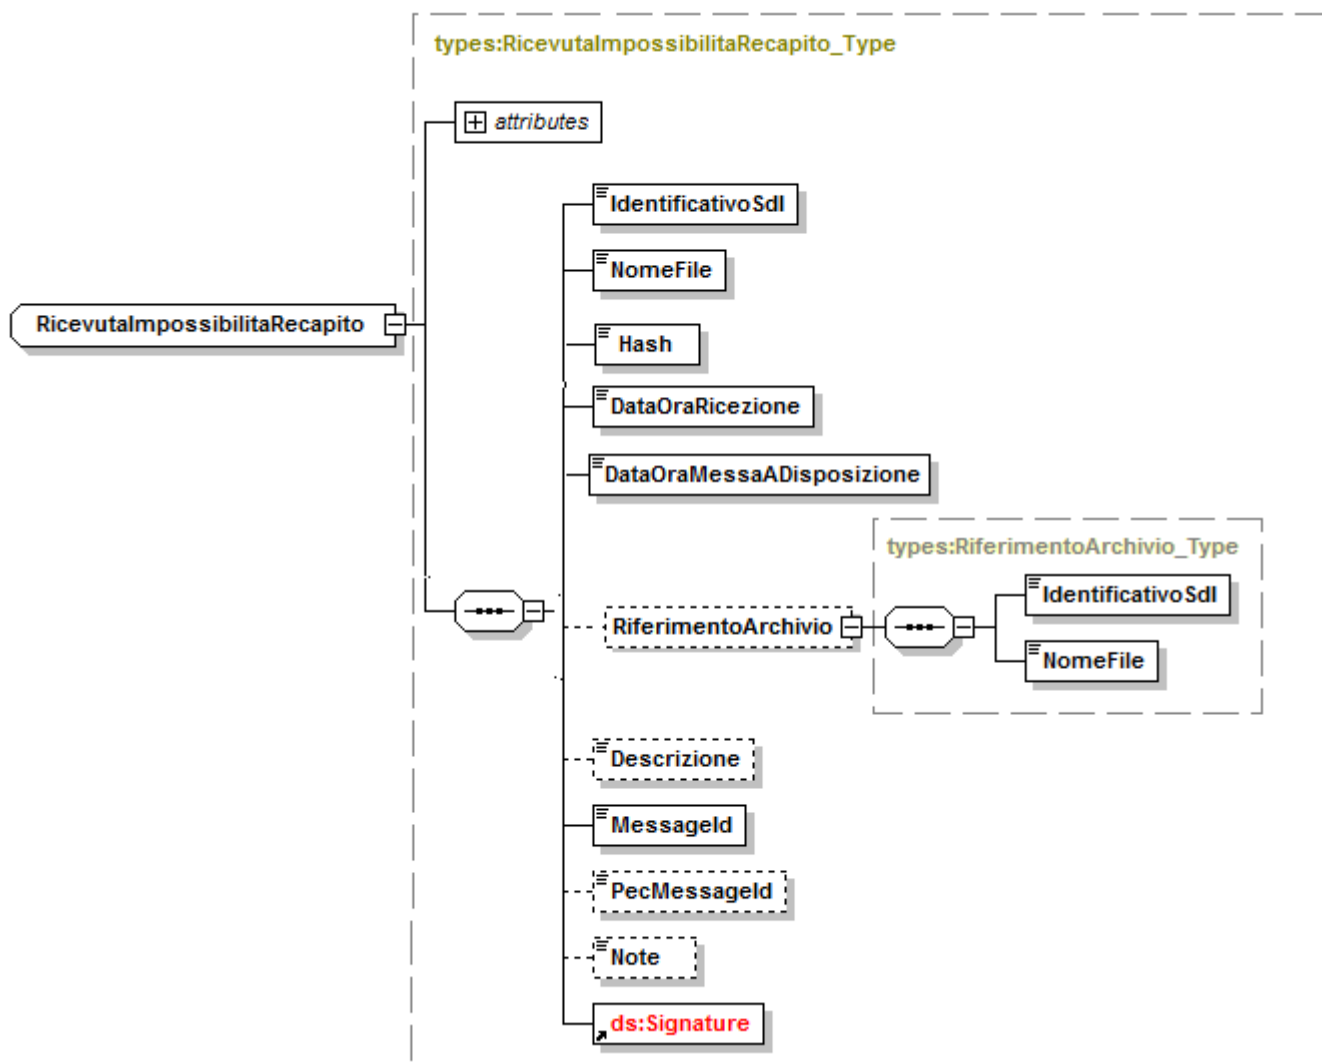 types:RicevutaImpossibilitaRecapito_Type
attributes
IdentificativoSdI
NomeFile
RicevutaImpossibilitaRecapito
Hash
DataOraRicezione
DataOraMessaADisposizione
types:RiferimentoArchivio_Type
IdentificativoSdI
RiferimentoArchivio
NomeFile
Descrizione
MessageId
PecMessageId
Note
ds:Signature